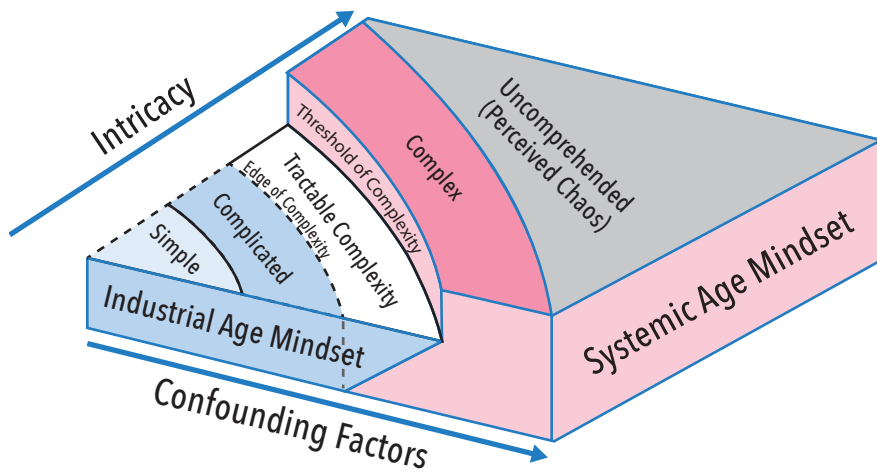 Intricacy
Uncomprehended
(Perceived Chaos)
Complex
Threshold of Complexity
Tractable Complexity
Edge of Complexity
Complicated
Simple
Industrial Age Mindset
Systemic Age Mindset
Confounding Factors